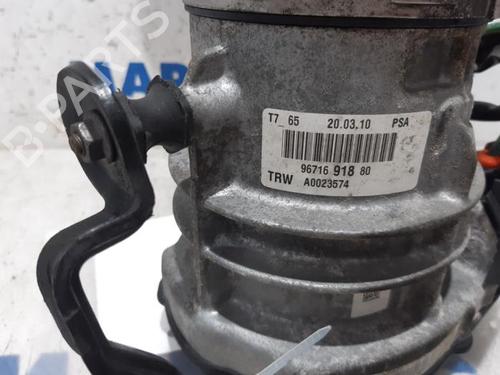 T7_65 20.03.10 PSA
96716 918 80
TRW A0023574
B-PARTS